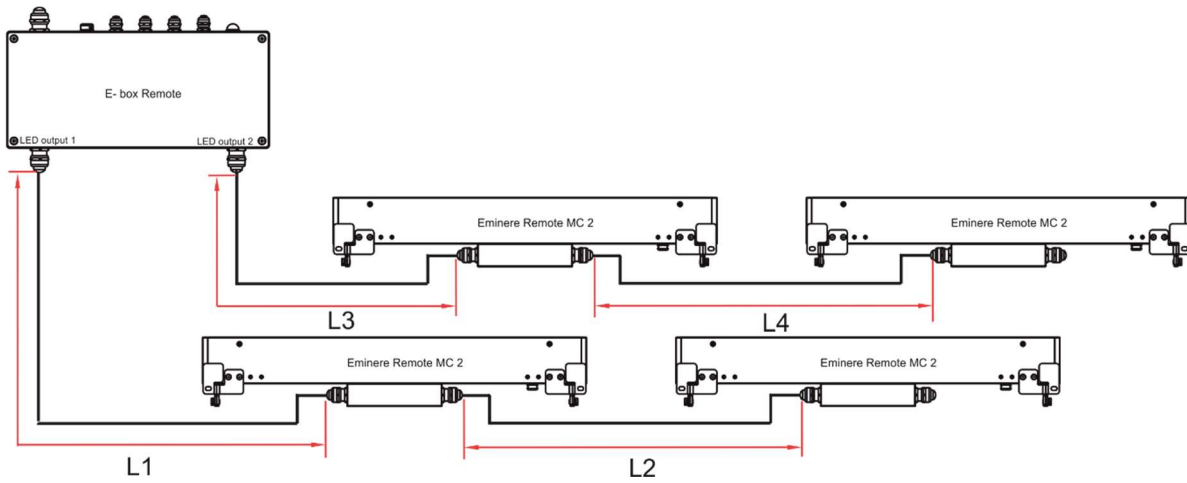 E- box Remote
LED output 1
LED output 2
Eminere Remote MC 2
Eminere Remote MC 2
L3
L4
Eminere Remote MC 2
Eminere Remote MC 2
L1
L2